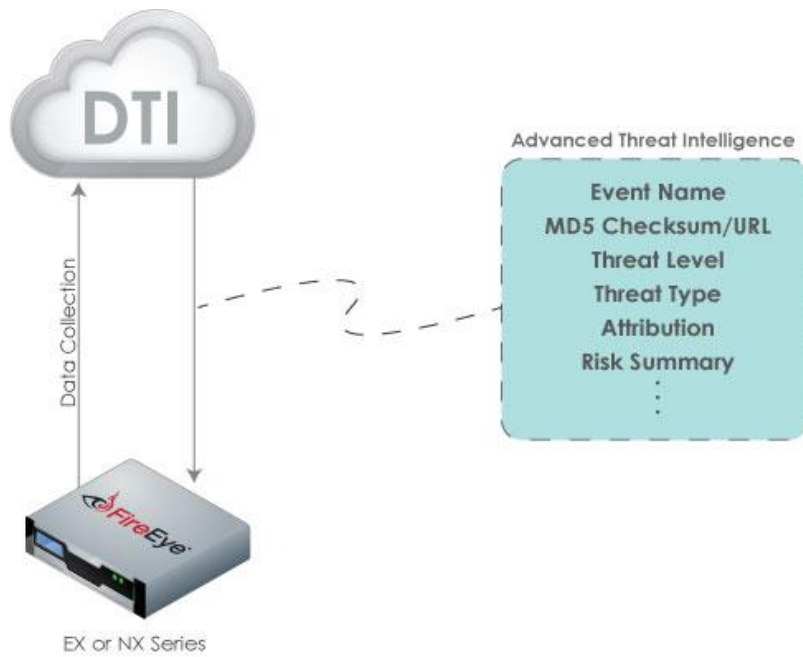 DTI
Advanced Threat Intelligence
Event Name
MD5 Checksum/URL
Threat Level
Threat Type
Attribution
Risk Summary
Data Collection
FireEye
EX or NX Series